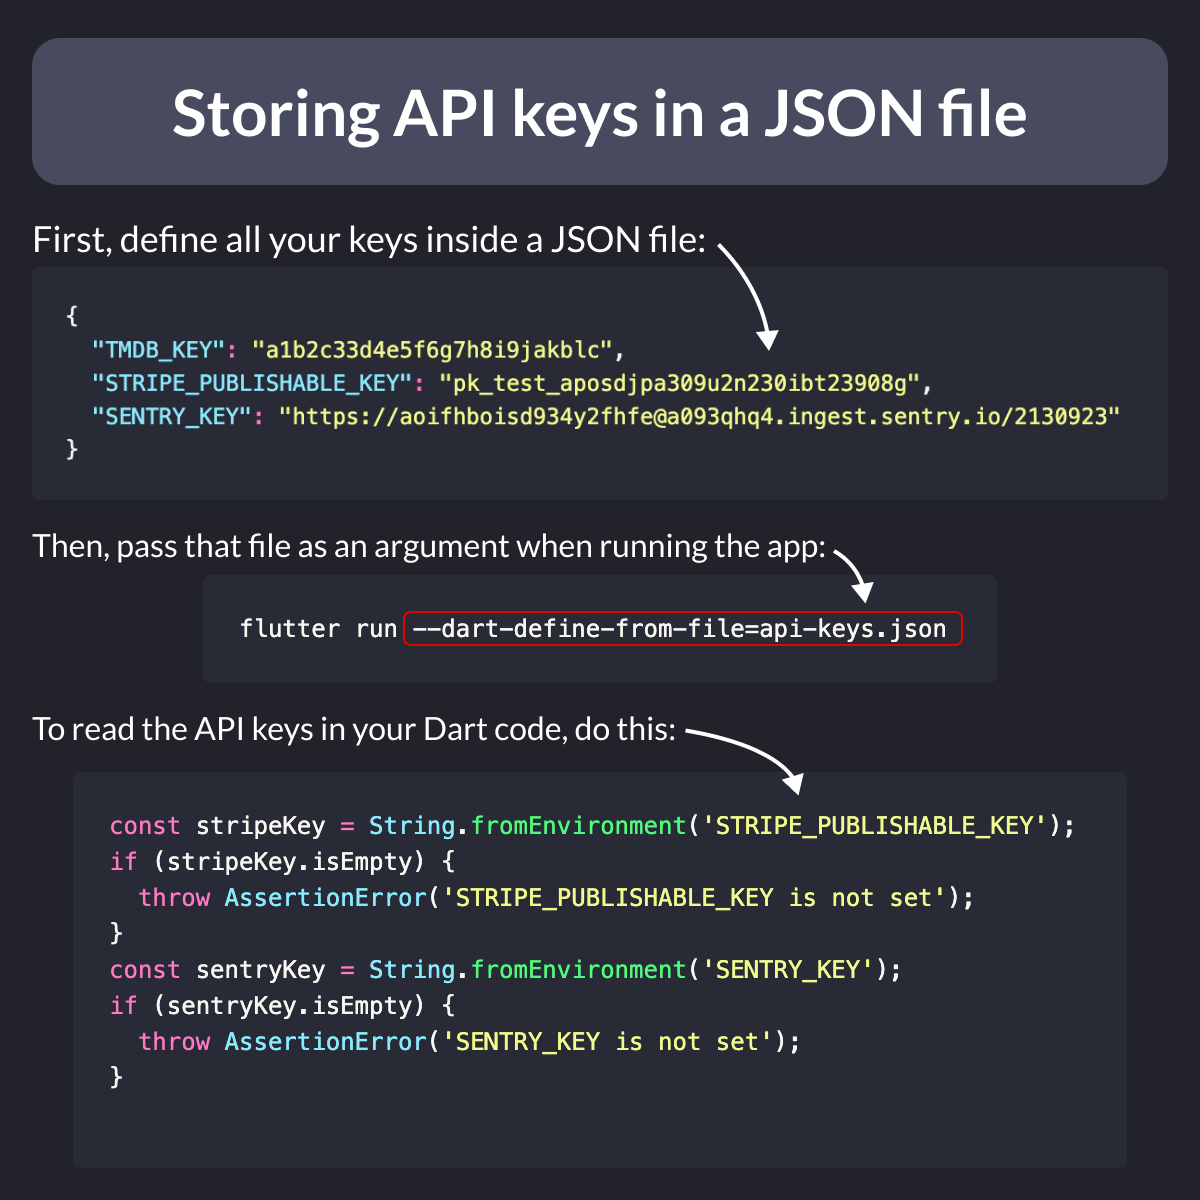 Storing API keys in a JSON file
First, define all your keys inside a JSON file:
{
  "TMDB_KEY": "a1b2c33d4e5f6g7h8i9jakblc",
  "STRIPE_PUBLISHABLE_KEY": "pk_test_aposdjpa309u2n230ibt23908g",
  "SENTRY_KEY": "https://aoifhboisd934y2fhfe@a093qhq4.ingest.sentry.io/2130923"
}
Then, pass that file as an argument when running the app:
flutter run --dart-define-from-file=api-keys.json
To read the API keys in your Dart code, do this:
const stripeKey = String.fromEnvironment('STRIPE_PUBLISHABLE_KEY');
if (stripeKey.isEmpty) {
  throw AssertionError('STRIPE_PUBLISHABLE_KEY is not set');
}
const sentryKey = String.fromEnvironment('SENTRY_KEY');
if (sentryKey.isEmpty) {
  throw AssertionError('SENTRY_KEY is not set');
}